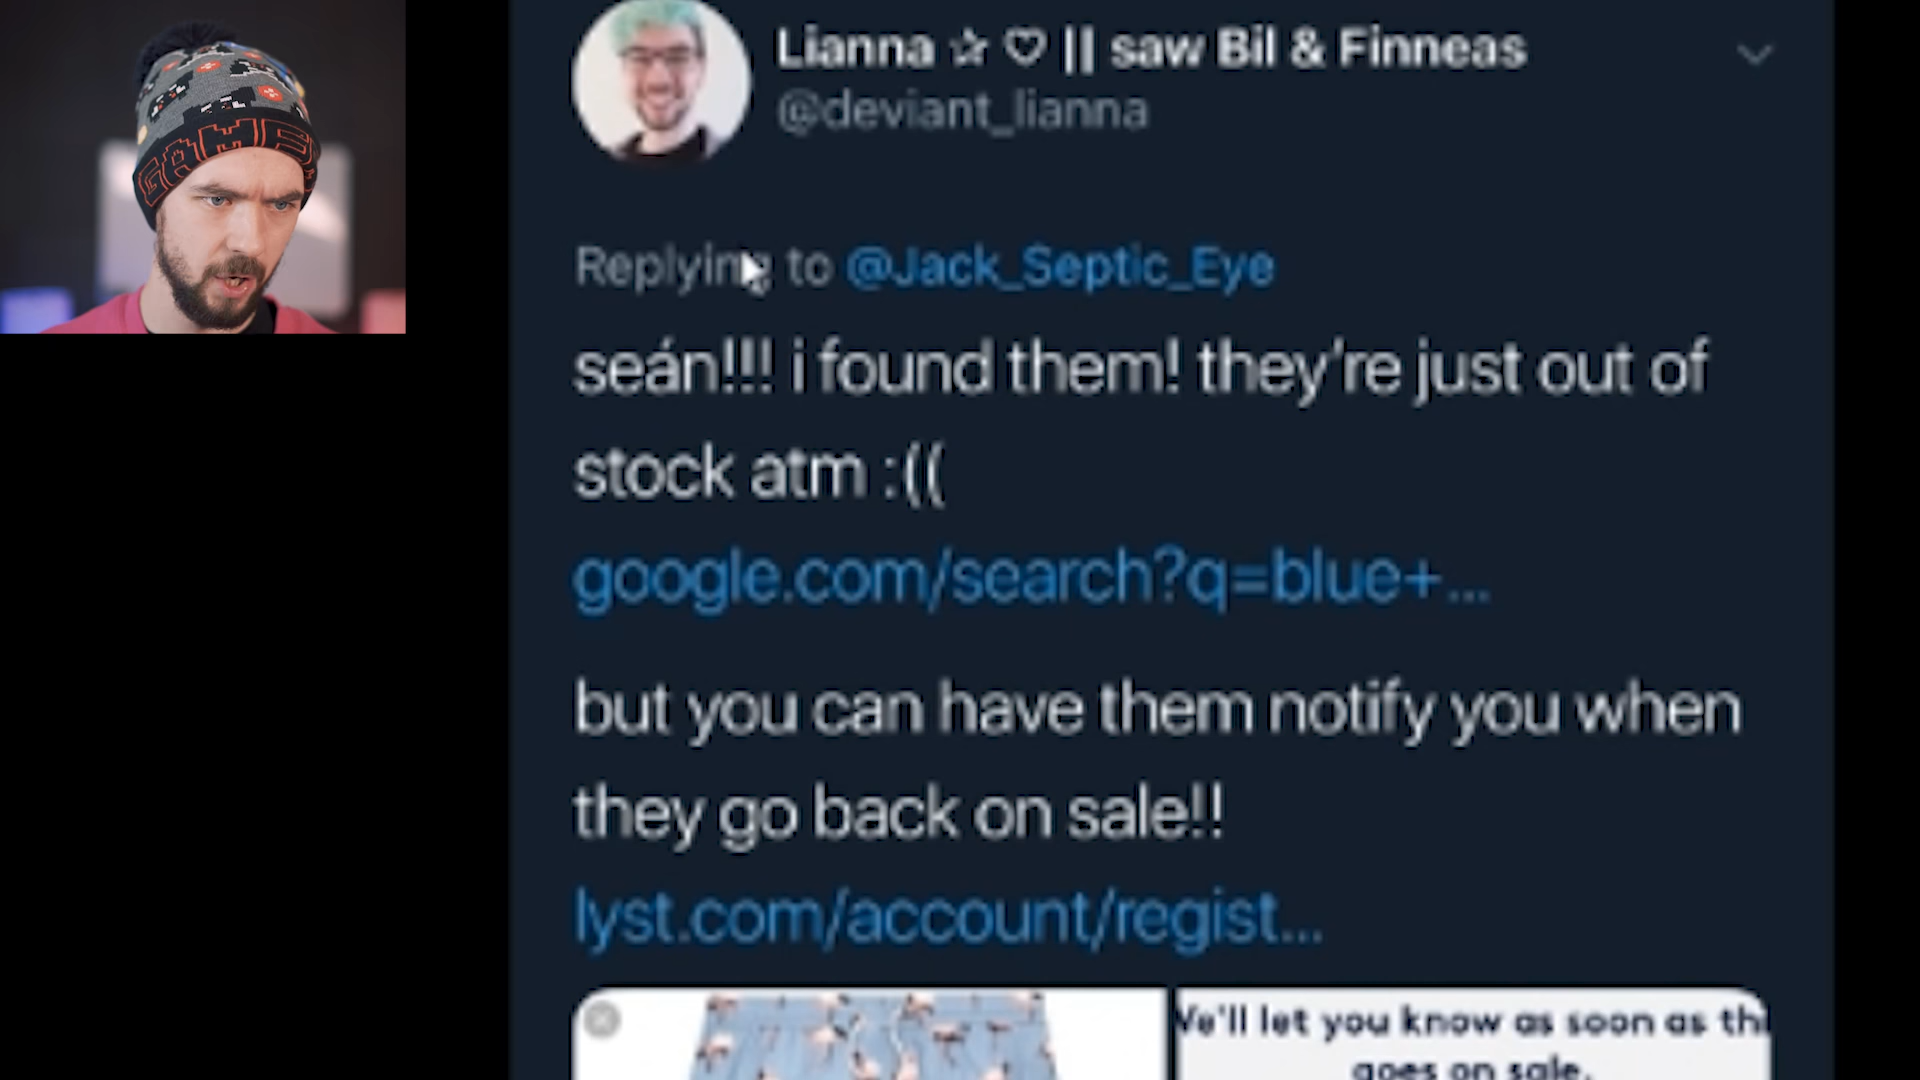 GAME
Lianna ☆ ♡ || saw Bil & Finneas
@deviant_lianna
Replying to @Jack_Septic_Eye
seán!!! i found them! they're just out of
stock atm :((
google.com/search?q=blue+...
but you can have them notify you when
they go back on sale!!
lyst.com/account/regist...
We'll let you know as soon as thi
goes on sale.